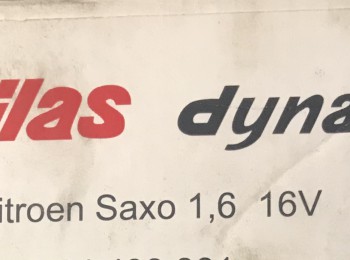 ilas dyna
itroen Saxo 1,6 16V